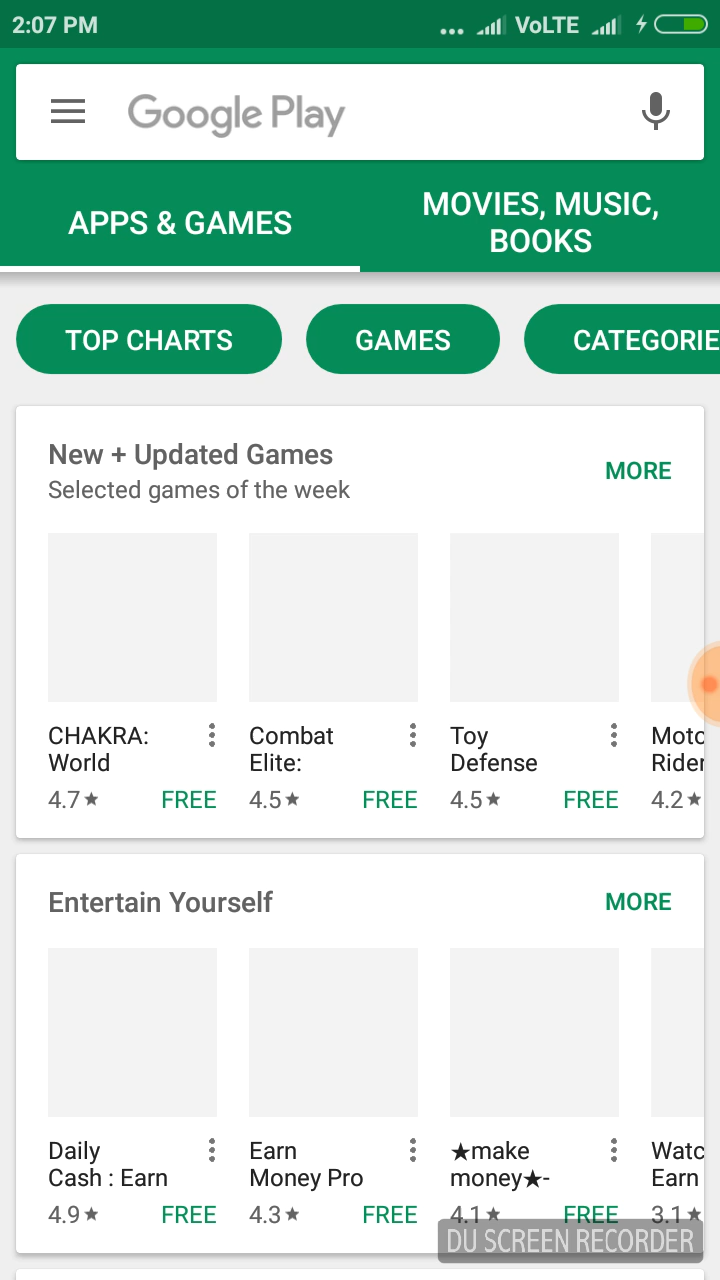 2:07 PM ... VoLTE
Google Play
APPS & GAMES
MOVIES, MUSIC,
BOOKS
TOP CHARTS GAMES CATEGORIE
New + Updated Games
MORE
Selected games of the week
CHAKRA:
World
4.7★ FREE
Combat
Elite:
4.5★ FREE
Toy
Defense
4.5★ FREE
Moto
Rider
4.2★
Entertain Yourself MORE
Daily
Cash : Earn
4.9★ FREE
Earn
Money Pro
4.3★ FREE
★make
money★-
4.1★ FREE
Watc
Earn
3.1★
DU SCREEN RECORDER